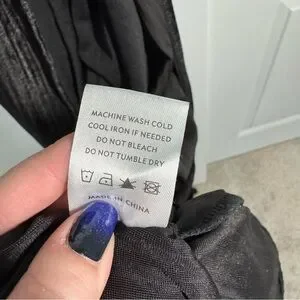 MACHINE WASH COLD
COOL IRON IF NEEDED
DO NOT BLEACH
DO NOT TUMBLE DRY
MADE IN CHINA